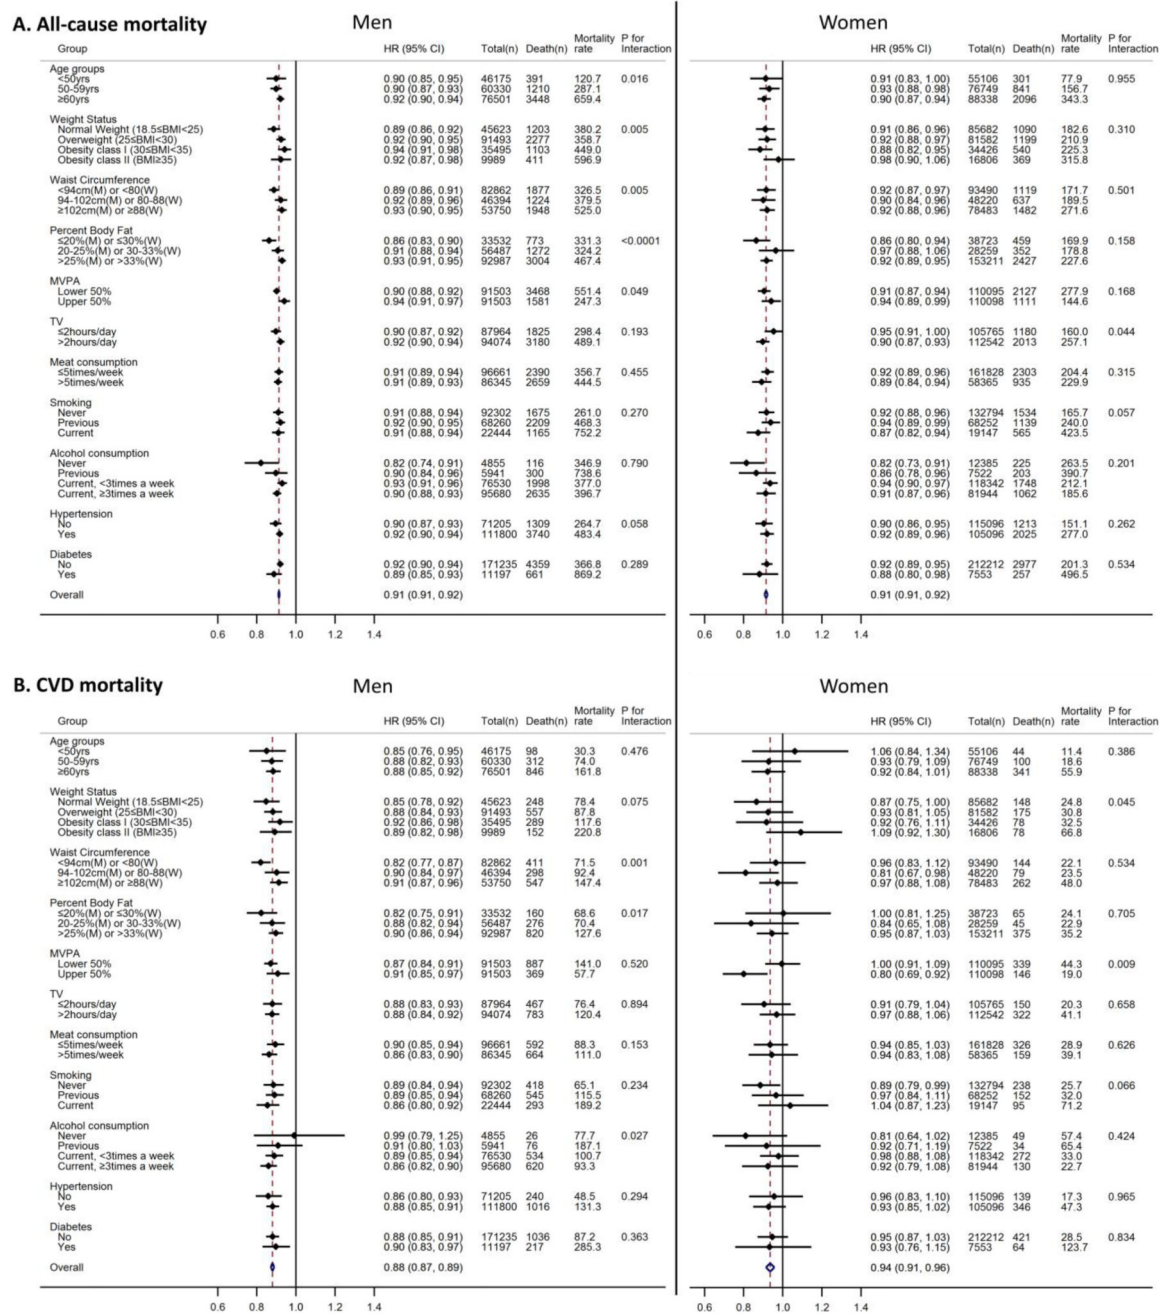 A. All-cause mortality Men Women
Group HR (95% CI) Total(n) Death(n) Mortality rate P for Interaction HR (95% CI) Total(n) Death(n) Mortality rate P for Interaction
Age groups
<50yrs 0.90 (0.85, 0.95) 46175 391 120.7 0.016 0.91 (0.83, 1.00) 55106 301 77.9 0.955
50-59yrs 0.90 (0.87, 0.93) 60330 1210 287.1 0.93 (0.88, 0.98) 76749 841 156.7
≥60yrs 0.92 (0.90, 0.94) 76501 3448 659.4 0.90 (0.87, 0.94) 88338 2096 343.3
Weight Status
Normal Weight (18.5≤BMI<25) 0.89 (0.86, 0.92) 45623 1203 380.2 0.005 0.91 (0.86, 0.96) 85682 1090 182.6 0.310
Overweight (25≤BMI<30) 0.92 (0.90, 0.95) 91493 2277 358.7 0.92 (0.88, 0.97) 81582 1199 210.9
Obesity class I (30≤BMI<35) 0.94 (0.91, 0.98) 35495 1103 449.0 0.88 (0.82, 0.95) 34426 540 225.3
Obesity class II (BMI≥35) 0.92 (0.87, 0.98) 9989 411 596.9 0.98 (0.90, 1.06) 16806 369 315.8
Waist Circumference
<94cm(M) or <80(W) 0.89 (0.86, 0.91) 82862 1877 326.5 0.005 0.92 (0.87, 0.97) 93490 1119 171.7 0.501
94-102cm(M) or 80-88(W) 0.92 (0.89, 0.96) 46394 1224 379.5 0.90 (0.84, 0.96) 48220 637 189.5
≥102cm(M) or ≥88(W) 0.93 (0.90, 0.95) 53750 1948 525.0 0.92 (0.88, 0.96) 78483 1482 271.6
Percent Body Fat
≤20%(M) or ≤30%(W) 0.86 (0.83, 0.90) 33532 773 331.3 <0.0001 0.86 (0.80, 0.94) 38723 459 169.9 0.158
20-25%(M) or 30-33%(W) 0.91 (0.88, 0.94) 56487 1272 324.2 0.97 (0.88, 1.06) 28259 352 178.8
>25%(M) or >33%(W) 0.93 (0.91, 0.95) 92987 3004 467.4 0.92 (0.89, 0.95) 153211 2427 227.6
MVPA
Lower 50% 0.90 (0.88, 0.92) 91503 3468 551.4 0.049 0.91 (0.87, 0.94) 110095 2127 277.9 0.168
Upper 50% 0.94 (0.91, 0.97) 91503 1581 247.3 0.94 (0.89, 0.99) 110098 1111 144.6
TV
≤2hours/day 0.90 (0.87, 0.92) 87964 1825 298.4 0.193 0.95 (0.91, 1.00) 105765 1180 160.0 0.044
>2hours/day 0.92 (0.90, 0.94) 94074 3180 489.1 0.90 (0.87, 0.93) 112542 2013 257.1
Meat consumption
≤5times/week 0.91 (0.89, 0.94) 96661 2390 356.7 0.455 0.92 (0.89, 0.96) 161828 2303 204.4 0.315
>5times/week 0.91 (0.89, 0.93) 86345 2659 444.5 0.89 (0.84, 0.94) 58365 935 229.9
Smoking
Never 0.91 (0.88, 0.94) 92302 1675 261.0 0.270 0.92 (0.88, 0.96) 132794 1534 165.7 0.057
Previous 0.92 (0.90, 0.95) 68260 2209 468.3 0.94 (0.89, 0.99) 68252 1139 240.0
Current 0.91 (0.88, 0.94) 22444 1165 752.2 0.87 (0.82, 0.94) 19147 565 423.5
Alcohol consumption
Never 0.82 (0.74, 0.91) 4855 116 346.9 0.790 0.82 (0.73, 0.91) 12385 225 263.5 0.201
Previous 0.90 (0.84, 0.96) 5941 300 738.6 0.86 (0.78, 0.96) 7522 203 390.7
Current, <3times a week 0.93 (0.91, 0.96) 76530 1998 377.0 0.94 (0.90, 0.97) 118342 1748 212.1
Current, ≥3times a week 0.90 (0.88, 0.93) 95680 2635 396.7 0.91 (0.87, 0.96) 81944 1062 185.6
Hypertension
No 0.90 (0.87, 0.93) 71205 1309 264.7 0.058 0.90 (0.86, 0.95) 115096 1213 151.1 0.262
Yes 0.92 (0.90, 0.94) 111800 3740 483.4 0.92 (0.89, 0.96) 105096 2025 277.0
Diabetes
No 0.92 (0.90, 0.94) 171235 4359 366.8 0.289 0.92 (0.89, 0.95) 212212 2977 201.3 0.534
Yes 0.89 (0.85, 0.93) 11197 661 869.2 0.88 (0.80, 0.98) 7553 257 496.5
Overall 0.91 (0.91, 0.92) 0.91 (0.91, 0.92)
0.6 0.8 1.0 1.2 1.4 0.6 0.8 1.0 1.2 1.4
B. CVD mortality Men Women
Group HR (95% CI) Total(n) Death(n) Mortality rate P for Interaction HR (95% CI) Total(n) Death(n) Mortality rate P for Interaction
Age groups
<50yrs 0.85 (0.76, 0.95) 46175 98 30.3 0.476 1.06 (0.84, 1.34) 55106 44 11.4 0.386
50-59yrs 0.88 (0.82, 0.93) 60330 312 74.0 0.93 (0.79, 1.09) 76749 100 18.6
≥60yrs 0.88 (0.85, 0.92) 76501 846 161.8 0.92 (0.84, 1.01) 88338 341 55.9
Weight Status
Normal Weight (18.5≤BMI<25) 0.85 (0.78, 0.92) 45623 248 78.4 0.075 0.87 (0.75, 1.00) 85682 148 24.8 0.045
Overweight (25≤BMI<30) 0.88 (0.84, 0.93) 91493 557 87.8 0.93 (0.81, 1.05) 81582 175 30.8
Obesity class I (30≤BMI<35) 0.92 (0.86, 0.98) 35495 289 117.6 0.92 (0.76, 1.11) 34426 78 32.5
Obesity class II (BMI≥35) 0.89 (0.82, 0.98) 9989 152 220.8 1.09 (0.92, 1.30) 16806 78 66.8
Waist Circumference
<94cm(M) or <80(W) 0.82 (0.77, 0.87) 82862 411 71.5 0.001 0.96 (0.83, 1.12) 93490 144 22.1 0.534
94-102cm(M) or 80-88(W) 0.90 (0.84, 0.97) 46394 298 92.4 0.81 (0.67, 0.98) 48220 79 23.5
≥102cm(M) or ≥88(W) 0.91 (0.87, 0.96) 53750 547 147.4 0.97 (0.88, 1.08) 78483 262 48.0
Percent Body Fat
≤20%(M) or ≤30%(W) 0.82 (0.75, 0.91) 33532 160 68.6 0.017 1.00 (0.81, 1.25) 38723 65 24.1 0.705
20-25%(M) or 30-33%(W) 0.88 (0.82, 0.94) 56487 276 70.4 0.84 (0.65, 1.08) 28259 45 22.9
>25%(M) or >33%(W) 0.90 (0.86, 0.94) 92987 820 127.6 0.95 (0.87, 1.03) 153211 375 35.2
MVPA
Lower 50% 0.87 (0.84, 0.91) 91503 887 141.0 0.520 1.00 (0.91, 1.09) 110095 339 44.3 0.009
Upper 50% 0.91 (0.85, 0.97) 91503 369 57.7 0.80 (0.69, 0.92) 110098 146 19.0
TV
≤2hours/day 0.88 (0.83, 0.93) 87964 467 76.4 0.894 0.91 (0.79, 1.04) 105765 150 20.3 0.658
>2hours/day 0.88 (0.84, 0.92) 94074 783 120.4 0.97 (0.88, 1.06) 112542 322 41.1
Meat consumption
≤5times/week 0.90 (0.85, 0.94) 96661 592 88.3 0.153 0.94 (0.85, 1.03) 161828 326 28.9 0.626
>5times/week 0.86 (0.83, 0.90) 86345 664 111.0 0.94 (0.83, 1.08) 58365 159 39.1
Smoking
Never 0.89 (0.84, 0.94) 92302 418 65.1 0.234 0.89 (0.79, 0.99) 132794 238 25.7 0.066
Previous 0.89 (0.85, 0.94) 68260 545 115.5 0.97 (0.84, 1.11) 68252 152 32.0
Current 0.86 (0.80, 0.92) 22444 293 189.2 1.04 (0.87, 1.23) 19147 95 71.2
Alcohol consumption
Never 0.99 (0.79, 1.25) 4855 26 77.7 0.027 0.81 (0.64, 1.02) 12385 49 57.4 0.424
Previous 0.91 (0.80, 1.03) 5941 76 187.1 0.92 (0.71, 1.19) 7522 34 65.4
Current, <3times a week 0.89 (0.85, 0.94) 76530 534 100.7 0.98 (0.88, 1.08) 118342 272 33.0
Current, ≥3times a week 0.86 (0.82, 0.90) 95680 620 93.3 0.92 (0.79, 1.08) 81944 130 22.7
Hypertension
No 0.86 (0.80, 0.93) 71205 240 48.5 0.294 0.96 (0.83, 1.10) 115096 139 17.3 0.965
Yes 0.88 (0.85, 0.91) 111800 1016 131.3 0.93 (0.85, 1.02) 105096 346 47.3
Diabetes
No 0.88 (0.85, 0.91) 171235 1036 87.2 0.363 0.95 (0.87, 1.03) 212212 421 28.5 0.834
Yes 0.90 (0.83, 0.97) 11197 217 285.3 0.93 (0.76, 1.15) 7553 64 123.7
Overall 0.88 (0.87, 0.89) 0.94 (0.91, 0.96)
0.6 0.8 1.0 1.2 1.4 0.6 0.8 1.0 1.2 1.4